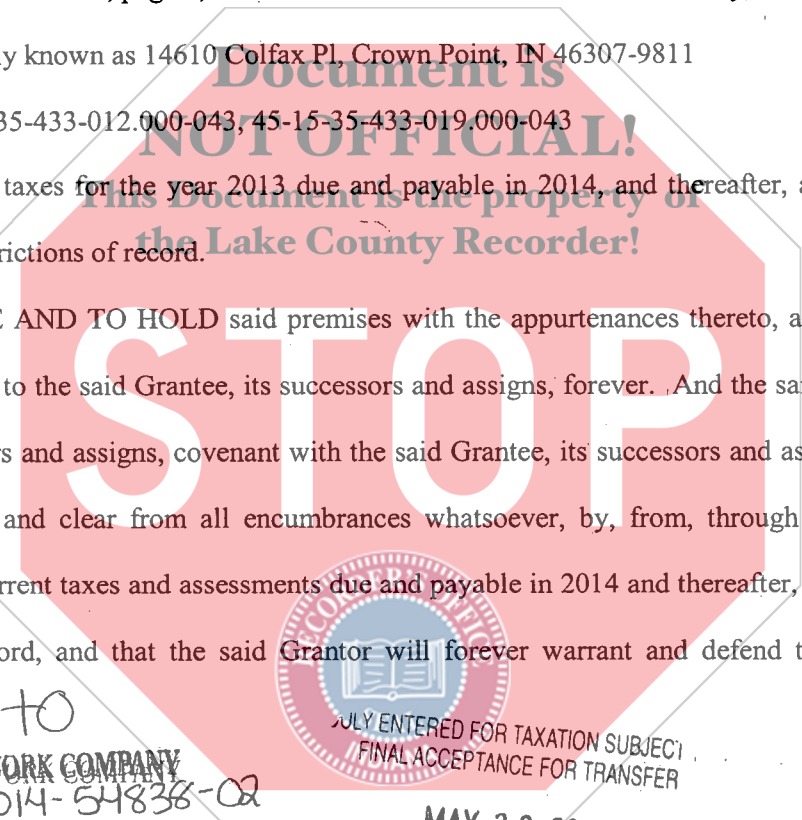 y known as 14610 Colfax Pl, Crown Point, IN 46307-9811
Document is
35-433-012.000-043, 45-15-35-433-019.000-043
NOT OFFICIAL!
taxes for the year 2013 due and payable in 2014, and thereafter, a
This Document is the property of
rictions of record.
the Lake County Recorder!
E AND TO HOLD said premises with the appurtenances thereto, a
STOP
to the said Grantee, its successors and assigns, forever. And the sai
rs and assigns, covenant with the said Grantee, its successors and as
and clear from all encumbrances whatsoever, by, from, through
rrent taxes and assessments due and payable in 2014 and thereafter,
RECORDER'S OFFICE
ord, and that the said Grantor will forever warrant and defend t
to
ULY ENTERED FOR TAXATION SUBJECT
FINAL ACCEPTANCE FOR TRANSFER
ORK COMPANY
014-54838-02
MAY